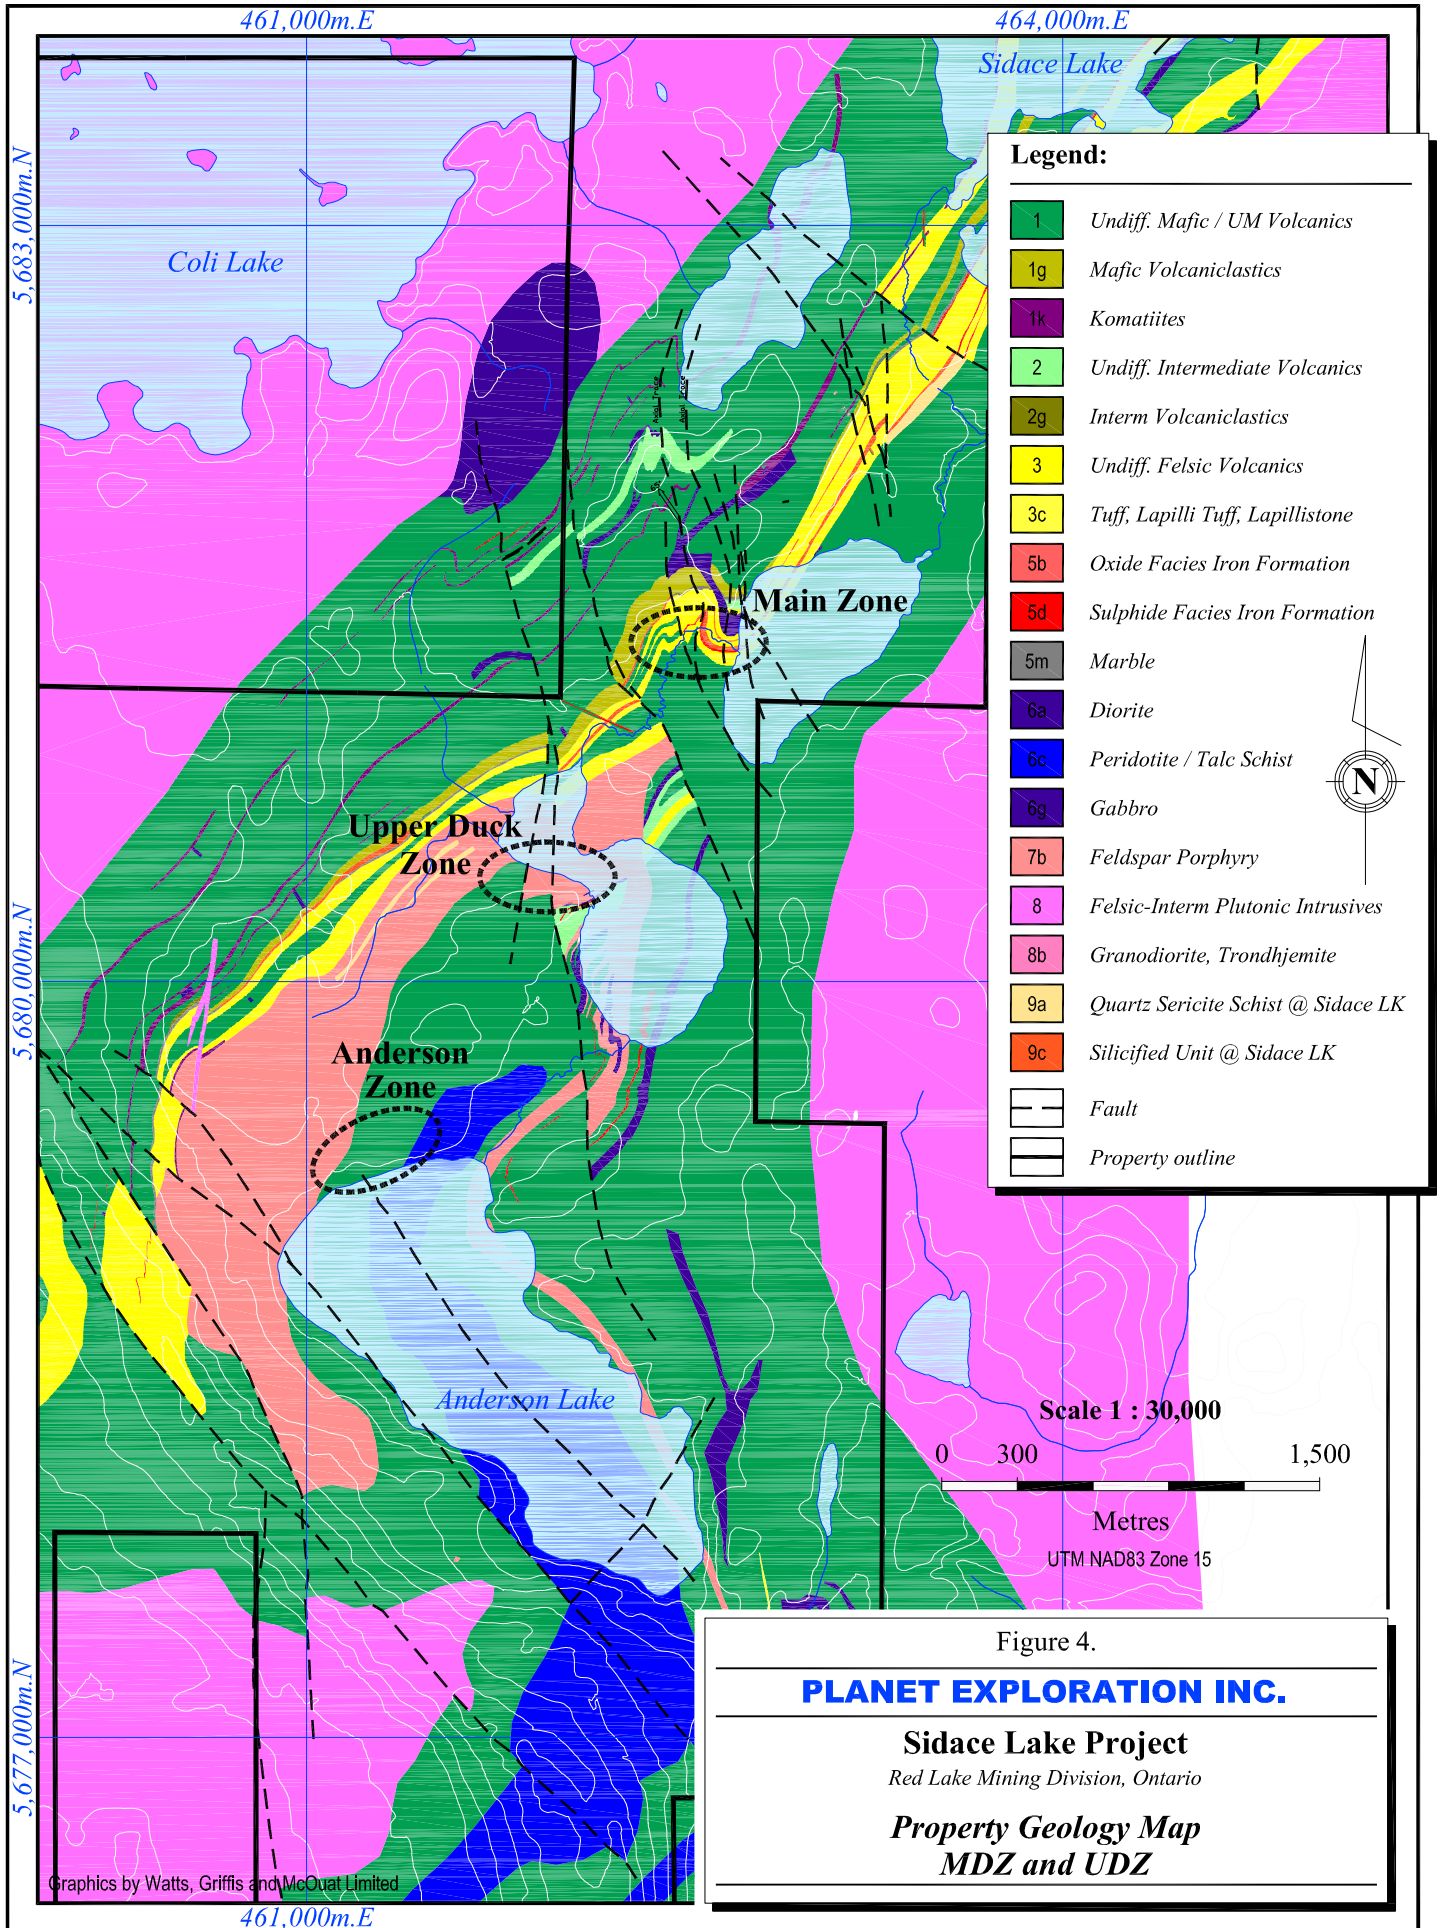 461,000m.E
464,000m.E
Sidace Lake
5,683,000m.N
Coli Lake
Legend:
1 Undiff. Mafic / UM Volcanics
1g Mafic Volcaniclastics
1k Komatiites
2 Undiff. Intermediate Volcanics
2g Interm Volcaniclastics
3 Undiff. Felsic Volcanics
3c Tuff, Lapilli Tuff, Lapillistone
5b Oxide Facies Iron Formation
5d Sulphide Facies Iron Formation
5m Marble
6a Diorite
6c Peridotite / Talc Schist
6g Gabbro
7b Feldspar Porphyry
8 Felsic-Interm Plutonic Intrusives
8b Granodiorite, Trondhjemite
9a Quartz Sericite Schist @ Sidace LK
9c Silicified Unit @ Sidace LK
Fault
Property outline
N
Axial Trace
Axial Trace
Main Zone
Upper Duck
Zone
5,680,000m.N
Anderson
Zone
Anderson Lake
Scale 1 : 30,000
0 300 1,500
Metres
UTM NAD83 Zone 15
5,677,000m.N
Figure 4.
PLANET EXPLORATION INC.
Sidace Lake Project
Red Lake Mining Division, Ontario
Property Geology Map
MDZ and UDZ
Graphics by Watts, Griffis and McOuat Limited
461,000m.E